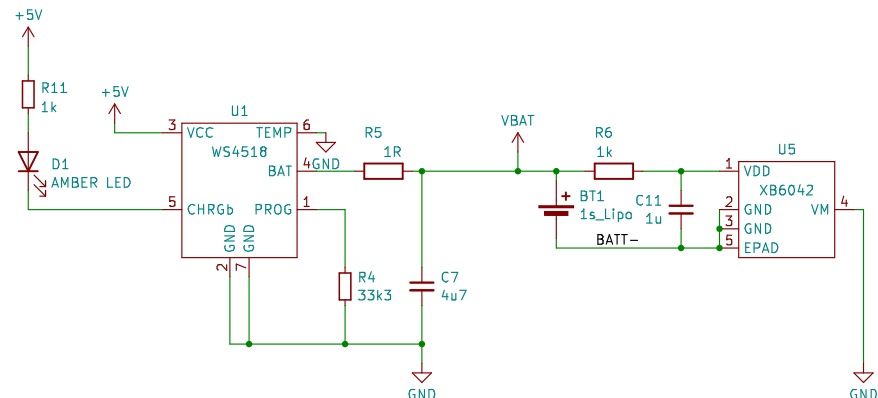 +5V
R11
1k
+5V
U1
3
VCC
TEMP
6
WS4518
BAT
4
GND
5
CHRGb
PROG
1
GND
GND
2
7
D1
AMBER LED
R5
1R
R4
33k3
C7
4u7
GND
VBAT
R6
1k
BT1
1s_Lipo
+
BATT-
C11
1u
U5
1
VDD
XB6042
2
GND
VM
4
3
GND
5
EPAD
GND